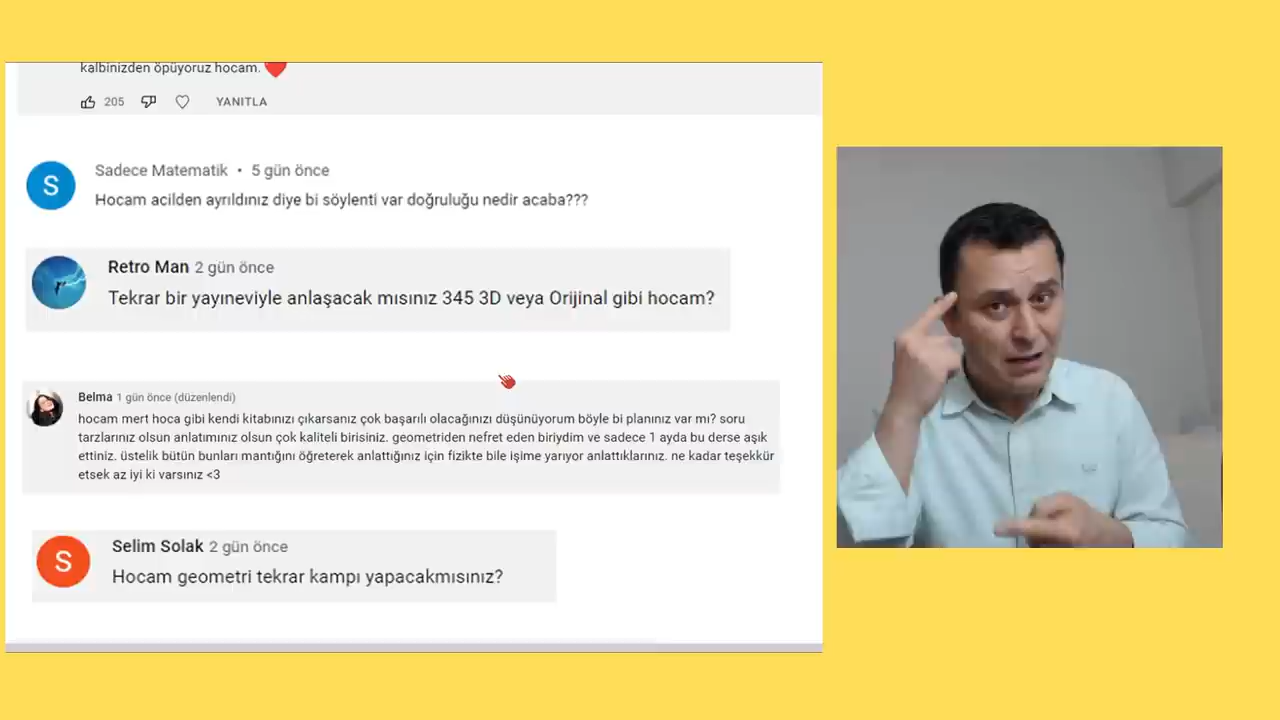 kalbinizden öpüyoruz hocam. ❤️
205 YANITLA
S
Sadece Matematik • 5 gün önce
Hocam acilden ayrıldınız diye bi söylenti var doğruluğu nedir acaba???
Retro Man 2 gün önce
Tekrar bir yayıneviyle anlaşacak mısınız 345 3D veya Orijinal gibi hocam?
Belma 1 gün önce (düzenlendi)
hocam mert hoca gibi kendi kitabınızı çıkarsanız çok başarılı olacağınızı düşünüyorum böyle bi planınız var mı? soru
tarzlarınız olsun anlatımınız olsun çok kaliteli birisiniz. geometriden nefret eden biriydim ve sadece 1 ayda bu derse aşık
ettiniz. üstelik bütün bunları mantığını öğreterek anlattığınız için fizikte bile işime yarıyor anlattıklarınız. ne kadar teşekkür
etsek az iyi ki varsınız <3
S
Selim Solak 2 gün önce
Hocam geometri tekrar kampı yapacakmısınız?